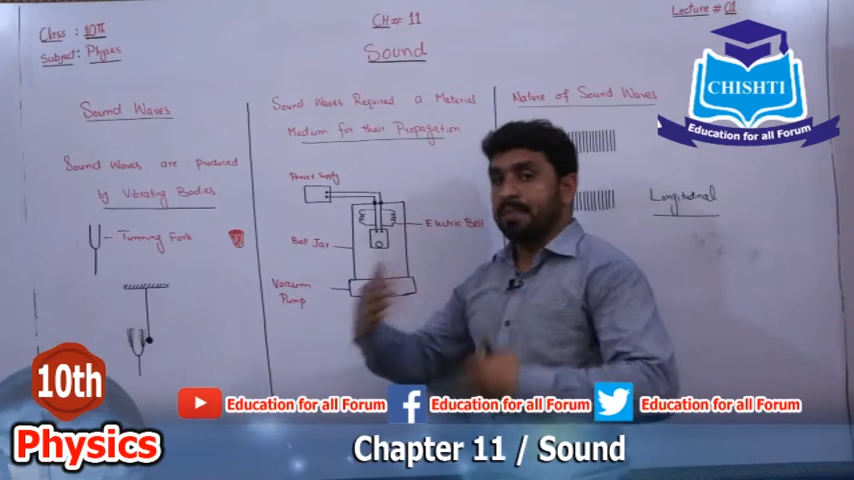 Class : 10Th
Subject: Physics
CH# 11
Sound
Lecture # 01
CHISHTI
Education for all Forum
Sound Waves
Sound Waves are produced
by Vibrating Bodies
Tunning Fork
Sound Waves Required a Material
Medium for their Propagation
Power Supply
Electric Bell
Bell Jar
Vacuum
Pump
Nature of Sound Waves
Longitudinal
10th
Physics
Education for all Forum
Education for all Forum
Education for all Forum
Chapter 11 / Sound